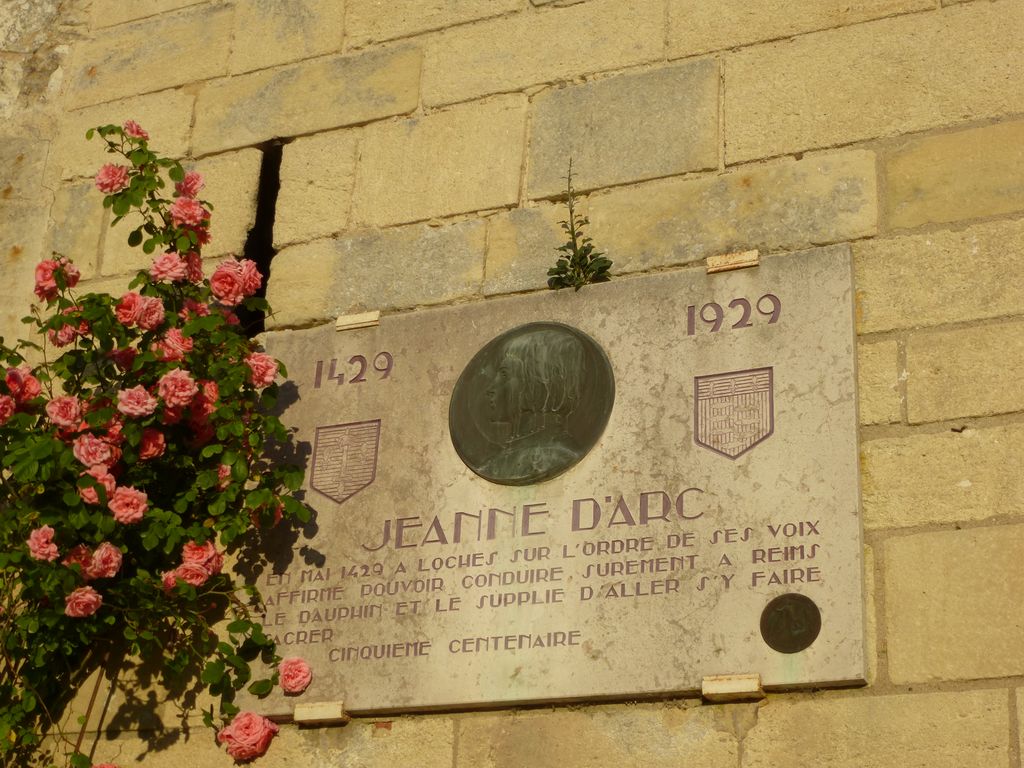 1429
1929
JEANNE D'ARC
EN MAI 1429 A LOCHES SUR L'ORDRE DE SES VOIX
AFFIRME POUVOIR CONDUIRE SUREMENT A REIMS
LE DAUPHIN ET LE SUPPLIE D'ALLER S'Y FAIRE
SACRER
CINQUIEME CENTENAIRE